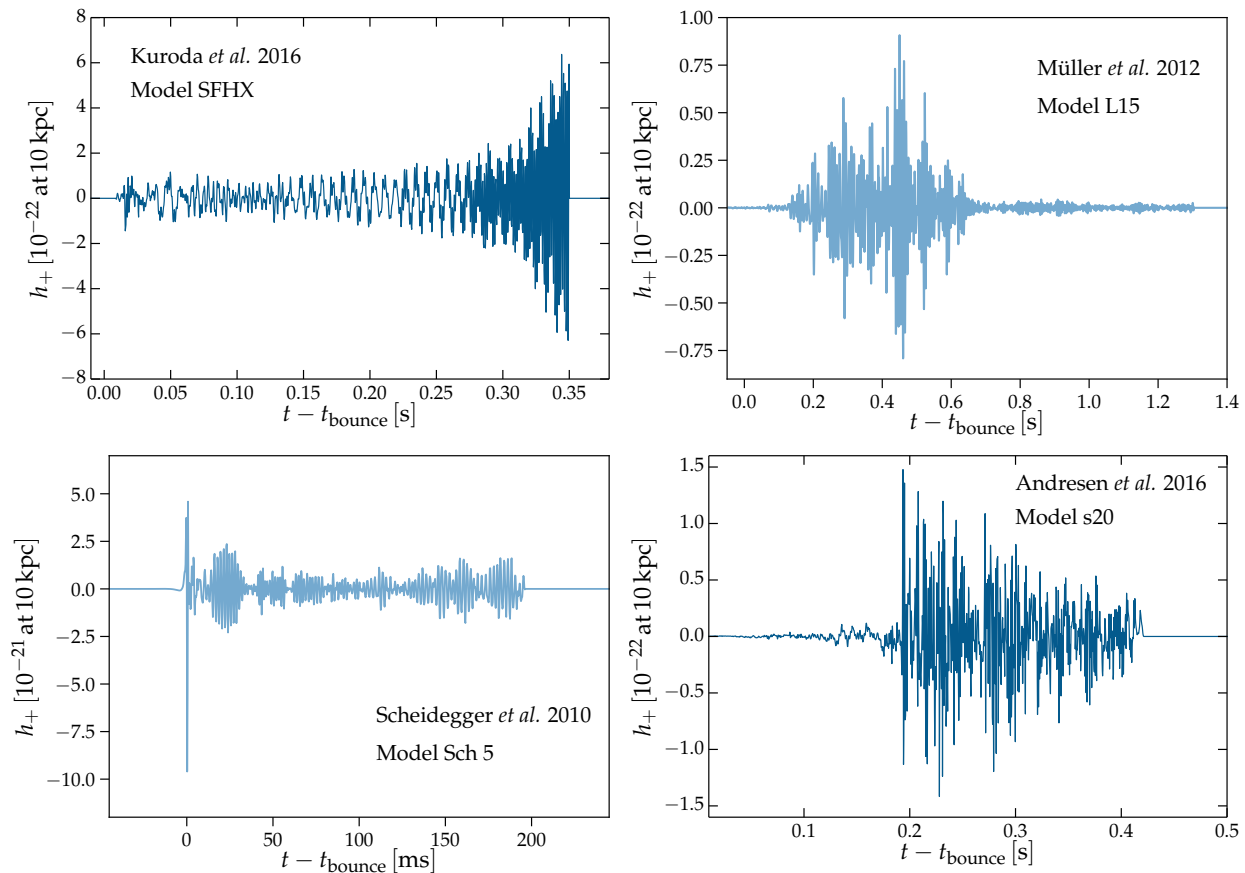 8
6
4
2
0
−2
−4
−6
−8
h₊ [10⁻²² at 10 kpc]
Kuroda et al. 2016
Model SFHX
0.00 0.05 0.10 0.15 0.20 0.25 0.30 0.35
t − t_bounce [s]
1.00
0.75
0.50
0.25
0.00
−0.25
−0.50
−0.75
h₊ [10⁻²² at 10 kpc]
Müller et al. 2012
Model L15
0.0 0.2 0.4 0.6 0.8 1.0 1.2 1.4
t − t_bounce [s]
5.0
2.5
0.0
−2.5
−5.0
−7.5
−10.0
h₊ [10⁻²¹ at 10 kpc]
Scheidegger et al. 2010
Model Sch 5
0 50 100 150 200
t − t_bounce [ms]
1.5
1.0
0.5
0.0
−0.5
−1.0
−1.5
h₊ [10⁻²² at 10 kpc]
Andresen et al. 2016
Model s20
0.1 0.2 0.3 0.4 0.5
t − t_bounce [s]